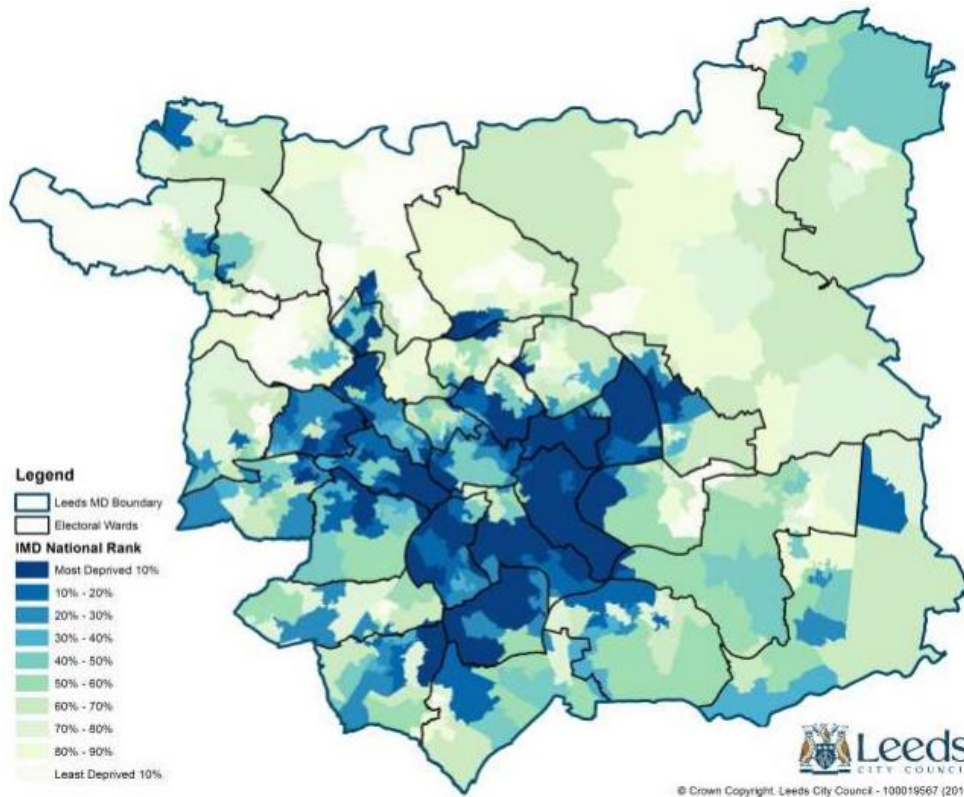 Legend
Leeds MD Boundary
Electoral Wards
IMD National Rank
Most Deprived 10%
10% - 20%
20% - 30%
30% - 40%
40% - 50%
50% - 60%
60% - 70%
70% - 80%
80% - 90%
Least Deprived 10%
Leeds
CITY COUNCI
© Crown Copyright. Leeds City Council - 100019567 (201